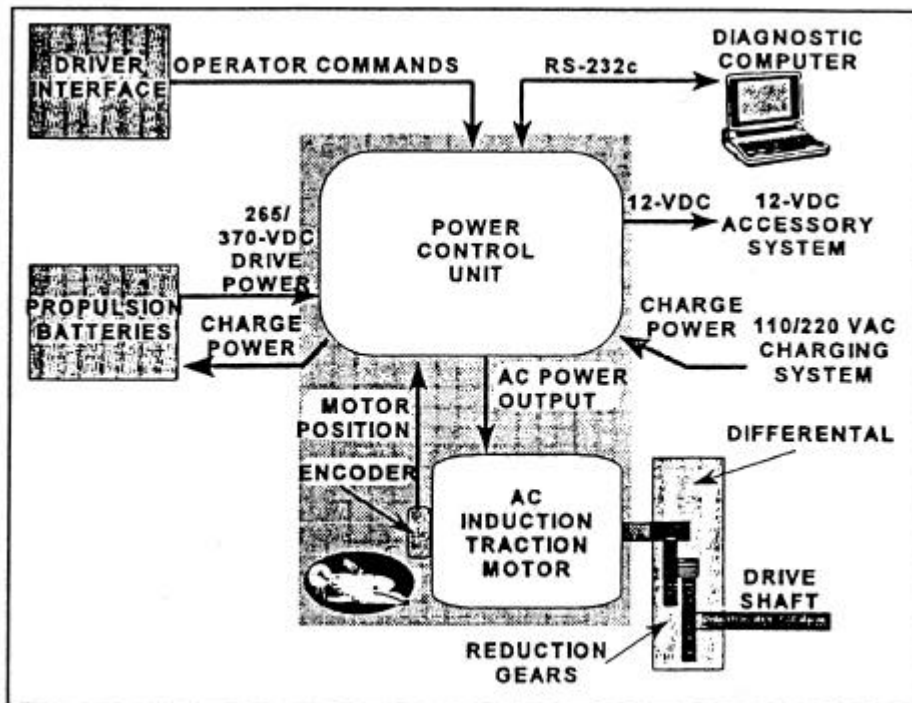 DRIVER
INTERFACE
OPERATOR COMMANDS
RS-232c
DIAGNOSTIC
COMPUTER
265/
370-VDC
DRIVE
POWER
POWER
CONTROL
UNIT
12-VDC
12-VDC
ACCESSORY
SYSTEM
PROPULSION
BATTERIES
CHARGE
POWER
CHARGE
POWER
110/220 VAC
CHARGING
SYSTEM
MOTOR
POSITION
AC POWER
OUTPUT
ENCODER
AC
INDUCTION
TRACTION
MOTOR
DIFFERENTAL
DRIVE
SHAFT
REDUCTION
GEARS